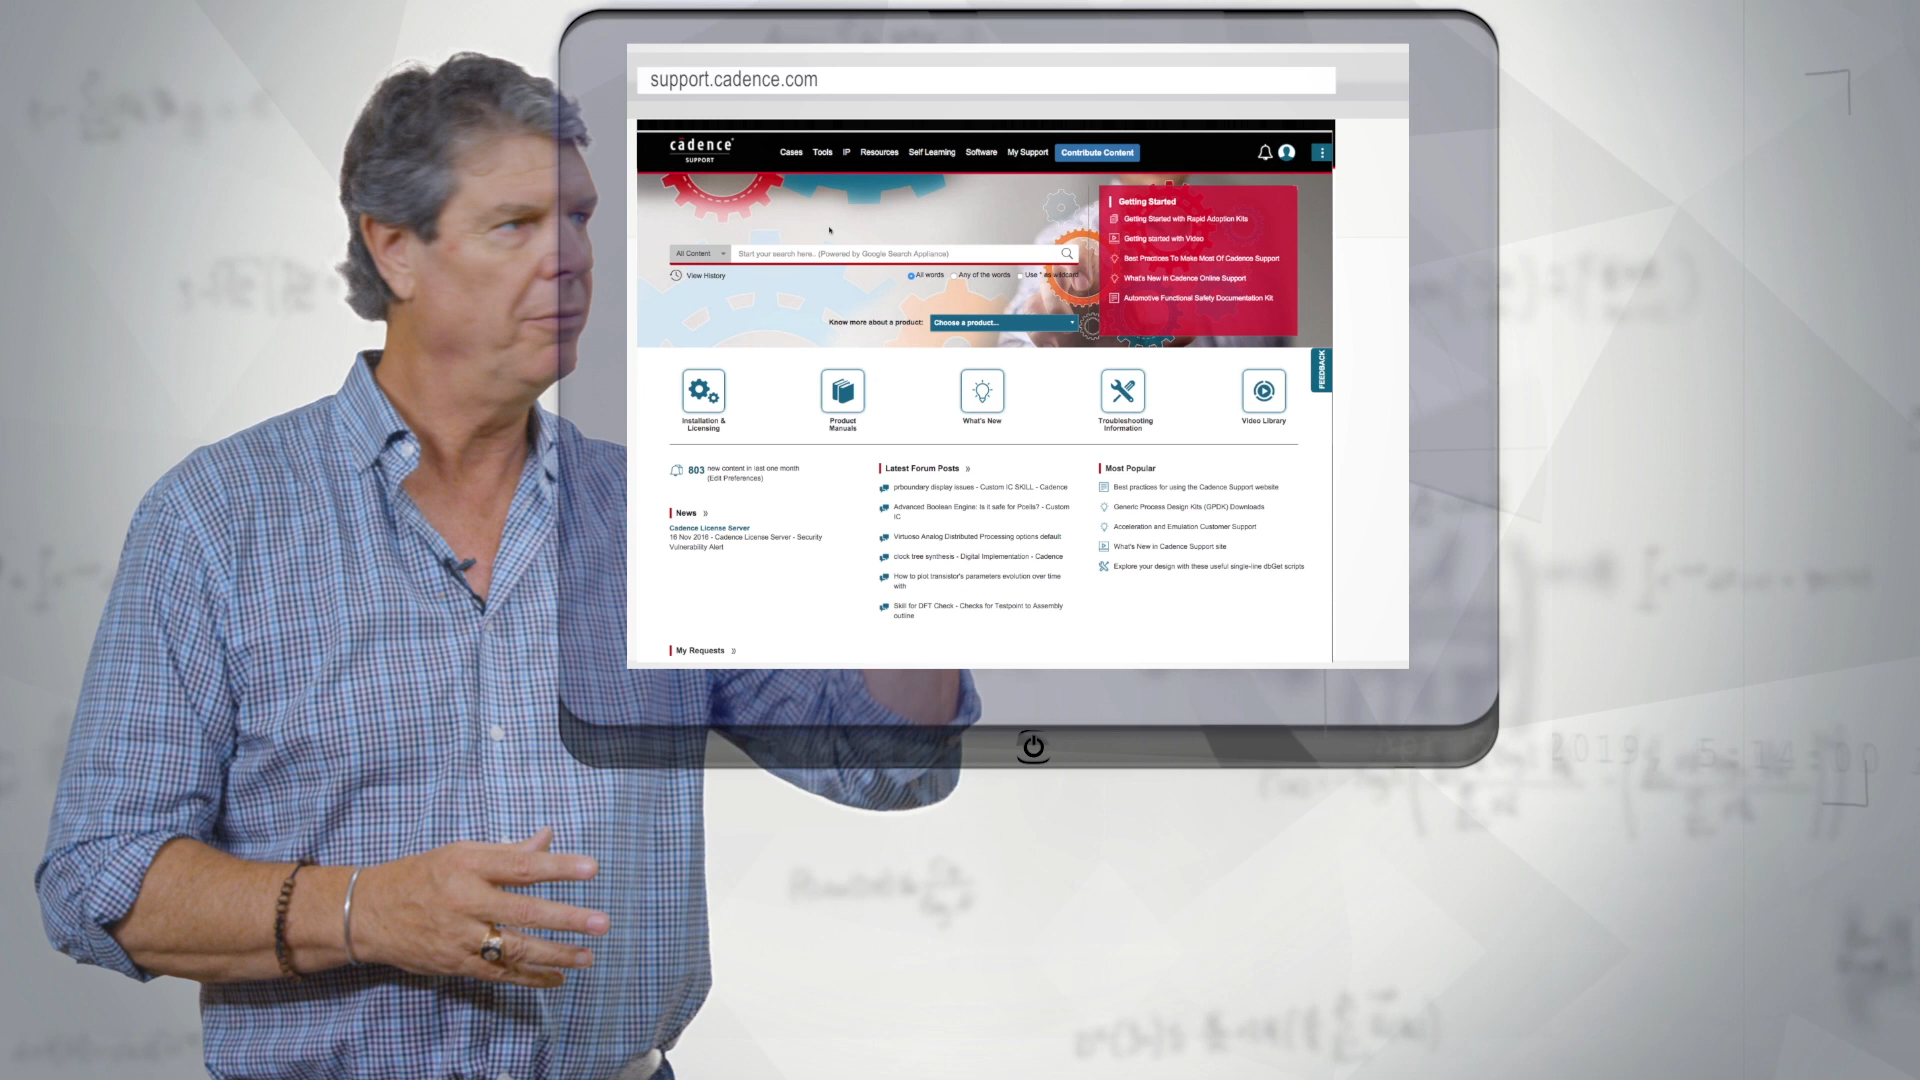 support.cadence.com
cādence®
SUPPORT
Cases Tools IP Resources Self Learning Software My Support Contribute Content
Getting Started
Getting Started with Rapid Adoption Kits
Getting started with Video
Best Practices To Make Most Of Cadence Support
What's New in Cadence Online Support
Automotive Functional Safety Documentation Kit
All Content Start your search here.. (Powered by Google Search Appliance)
View History All words Any of the words Use * as wildcard
Know more about a product: Choose a product...
FEEDBACK
Installation &
Licensing
Product
Manuals
What's New
Troubleshooting
Information
Video Library
803 new content in last one month
(Edit Preferences)
News »
Cadence License Server
16 Nov 2016 - Cadence License Server - Security
Vulnerability Alert
Latest Forum Posts »
prboundary display issues - Custom IC SKILL - Cadence
Advanced Boolean Engine: Is it safe for Pcells? - Custom
IC
Virtuoso Analog Distributed Processing options default
clock tree synthesis - Digital Implementation - Cadence
How to plot transistor's parameters evolution over time
with
Skill for DFT Check - Checks for Testpoint to Assembly
outline
Most Popular
Best practices for using the Cadence Support website
Generic Process Design Kits (GPDK) Downloads
Acceleration and Emulation Customer Support
What's New in Cadence Support site
Explore your design with these useful single-line dbGet scripts
My Requests »
2019, 5:14:00